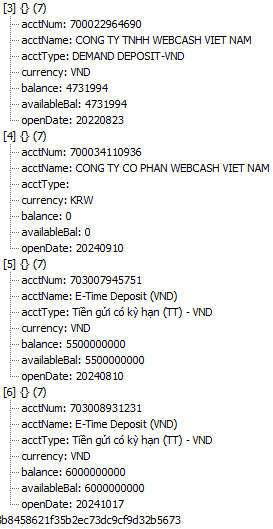 [3] {} (7)
acctNum: 700022964690
acctName: CONG TY TNHH WEBCASH VIET NAM
acctType: DEMAND DEPOSIT-VND
currency: VND
balance: 4731994
availableBal: 4731994
openDate: 20220823
[4] {} (7)
acctNum: 700034110936
acctName: CONG TY CO PHAN WEBCASH VIET NAM
acctType:
currency: KRW
balance: 0
availableBal: 0
openDate: 20240910
[5] {} (7)
acctNum: 703007945751
acctName: E-Time Deposit (VND)
acctType: Tiền gửi có kỳ hạn (TT) - VND
currency: VND
balance: 5500000000
availableBal: 5500000000
openDate: 20240810
[6] {} (7)
acctNum: 703008931231
acctName: E-Time Deposit (VND)
acctType: Tiền gửi có kỳ hạn (TT) - VND
currency: VND
balance: 6000000000
availableBal: 6000000000
openDate: 20241017
b8458621f35b2ec73dc9cf9d32b5673